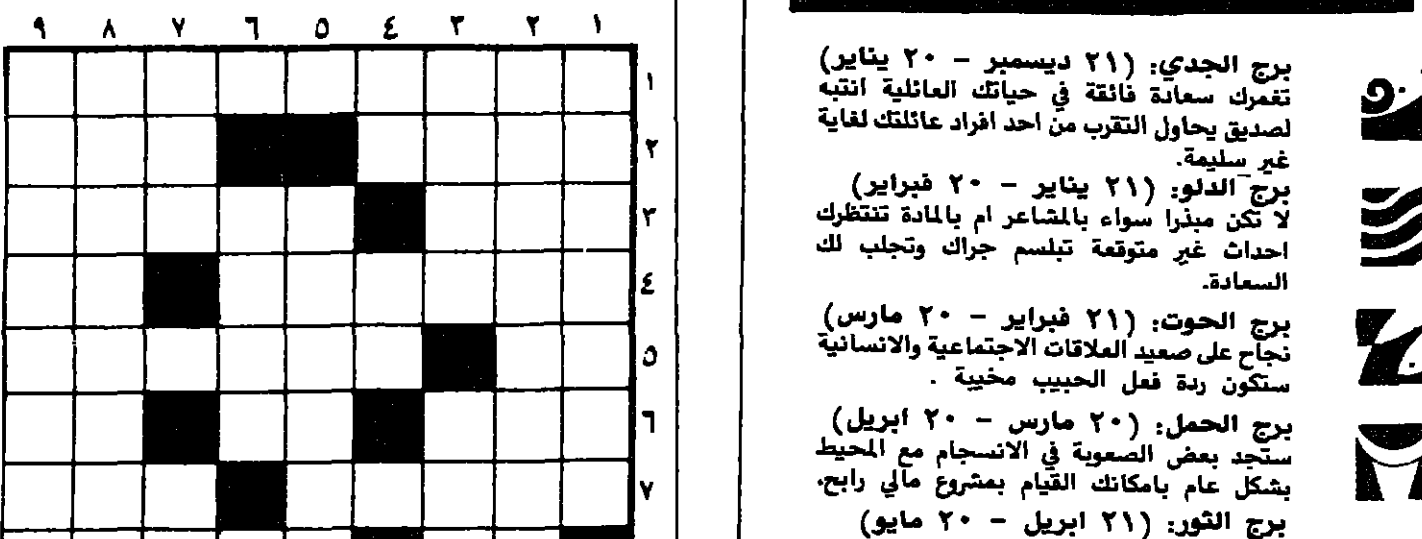 برج الجدي: (٢١ ديسمبر – ٢٠ يناير)
تغمرك سعادة فائقة في حياتك العائلية انتبه
لصديق يحاول التقرب من احد افراد عائلتك لغاية
غير سليمة.
برج الدلو: (٢١ يناير – ٢٠ فبراير)
لا تكن مبذرا سواء بالمشاعر ام بالمادة تنتظرك
احداث غير متوقعة تبلسم جراك وتجلب لك
السعادة.
برج الحوت: (٢١ فبراير – ٢٠ مارس)
نجاح على صعيد العلاقات الاجتماعية والانسانية
ستكون ردة فعل الحبيب مخيبة .
برج الحمل: (٢٠ مارس – ٢٠ ابريل)
ستجد بعض الصعوبة في الانسجام مع المحيط
بشكل عام بامكانك القيام بمشروع مالي رابح.
برج الثور: (٢١ ابريل – ٢٠ مايو)
١ ٢ ٣ ٤ ٥ ٦ ٧ ٨ ٩
١
٢
٣
٤
٥
٦
٧